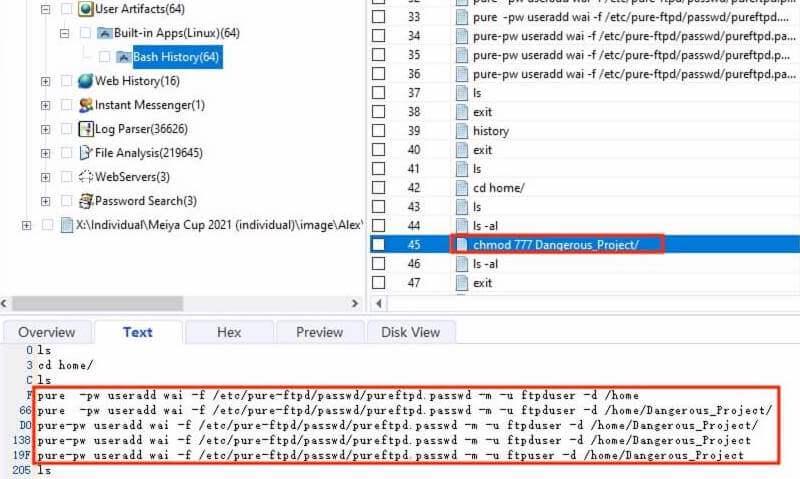 User Artifacts(64)
Built-in Apps(Linux)(64)
Bash History(64)
Web History(16)
Instant Messenger(1)
Log Parser(36626)
File Analysis(219645)
WebServers(3)
Password Search(3)
X:\Individual\Meiya Cup 2021 (individual)\image\Alex\
32 pure -pw useradd wai -f /etc/pure-ftpd/passwd/pureftpd.
33 pure -pw useradd wai -f /etc/pure-ftpd/passwd/pureftpd.p
34 pure-pw useradd wai -f /etc/pure-ftpd/passwd/pureftpd.pa
35 pure-pw useradd wai -f /etc/pure-ftpd/passwd/pureftpd.pa
36 pure-pw useradd wai -f /etc/pure-ftpd/passwd/pureftpd.pa
37 ls
38 exit
39 history
40 exit
41 ls
42 cd home/
43 ls
44 ls -al
45 chmod 777 Dangerous_Project/
46 ls -al
47 exit
Overview Text Hex Preview Disk View
0 ls
3 cd home/
C ls
F pure -pw useradd wai -f /etc/pure-ftpd/passwd/pureftpd.passwd -m -u ftpduser -d /home
66 pure -pw useradd wai -f /etc/pure-ftpd/passwd/pureftpd.passwd -m -u ftpduser -d /home/Dangerous_Project/
D0 pure-pw useradd wai -f /etc/pure-ftpd/passwd/pureftpd.passwd -m -u ftpduser -d /home/Dangerous_Project/
138 pure-pw useradd wai -f /etc/pure-ftpd/passwd/pureftpd.passwd -m -u ftpduser -d /home/Dangerous_Project
19F pure-pw useradd wai -f /etc/pure-ftpd/passwd/pureftpd.passwd -m -u ftpuser -d /home/Dangerous_Project
205 ls